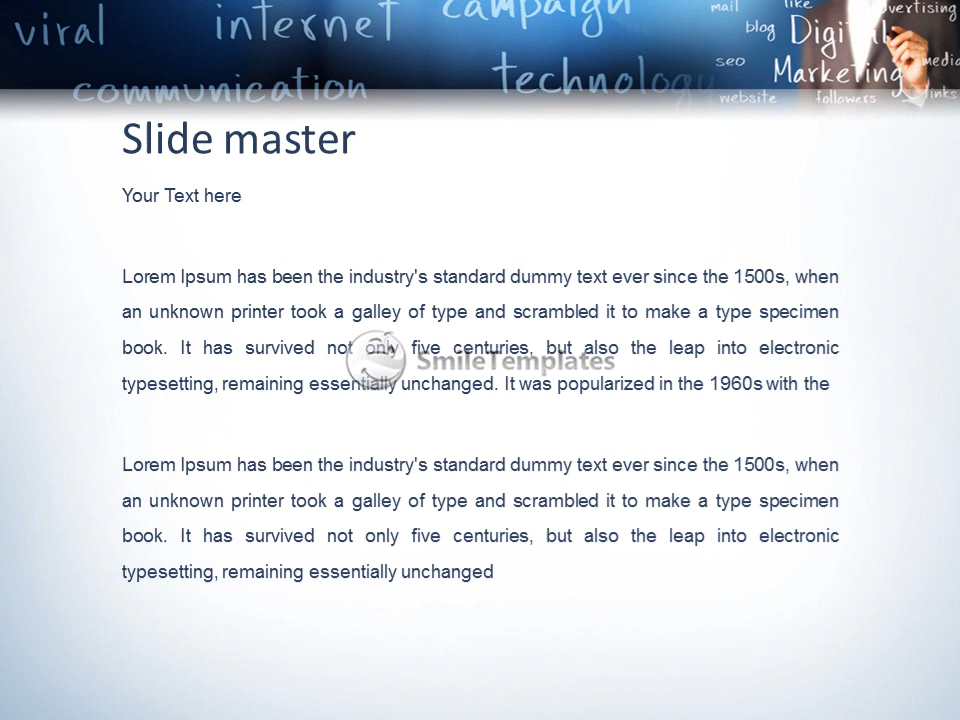 viral
internet
campaign
communication
technology
mail
like
advertising
blog
Digital
seo
Marketing
media
website
followers
links
Slide master
Your Text here
Lorem Ipsum has been the industry's standard dummy text ever since the 1500s, when
an unknown printer took a galley of type and scrambled it to make a type specimen
book. It has survived not only five centuries, but also the leap into electronic
SmileTemplates
typesetting, remaining essentially unchanged. It was popularized in the 1960s with the
Lorem Ipsum has been the industry's standard dummy text ever since the 1500s, when
an unknown printer took a galley of type and scrambled it to make a type specimen
book. It has survived not only five centuries, but also the leap into electronic
typesetting, remaining essentially unchanged